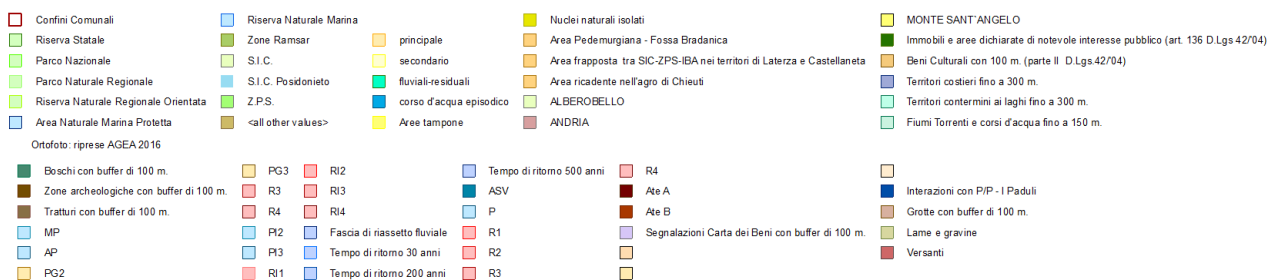 Confini Comunali
Riserva Statale
Parco Nazionale
Parco Naturale Regionale
Riserva Naturale Regionale Orientata
Area Naturale Marina Protetta
Riserva Naturale Marina
Zone Ramsar
S.I.C.
S.I.C. Posidonieto
Z.P.S.
<all other values>
principale
secondario
fluviali-residuali
corso d'acqua episodico
Aree tampone
Nuclei naturali isolati
Area Pedemurgiana - Fossa Bradanica
Area frapposta tra SIC-ZPS-IBA nei territori di Laterza e Castellaneta
Area ricadente nell'agro di Chieuti
ALBEROBELLO
ANDRIA
MONTE SANT`ANGELO
Immobili e aree dichiarate di notevole interesse pubblico (art. 136 D.Lgs 42/'04)
Beni Culturali con 100 m. (parte II D.Lgs.42/'04)
Territori costieri fino a 300 m.
Territori contermini ai laghi fino a 300 m.
Fiumi Torrenti e corsi d'acqua fino a 150 m.
Ortofoto: riprese AGEA 2016
Boschi con buffer di 100 m.
Zone archeologiche con buffer di 100 m.
Tratturi con buffer di 100 m.
MP
AP
PG2
PG3
R3
R4
PI2
PI3
RI1
RI2
RI3
RI4
Fascia di riassetto fluviale
Tempo di ritorno 30 anni
Tempo di ritorno 200 anni
Tempo di ritorno 500 anni
ASV
P
R1
R2
R3
R4
Ate A
Ate B
Segnalazioni Carta dei Beni con buffer di 100 m.
Interazioni con P/P - I Paduli
Grotte con buffer di 100 m.
Lame e gravine
Versanti